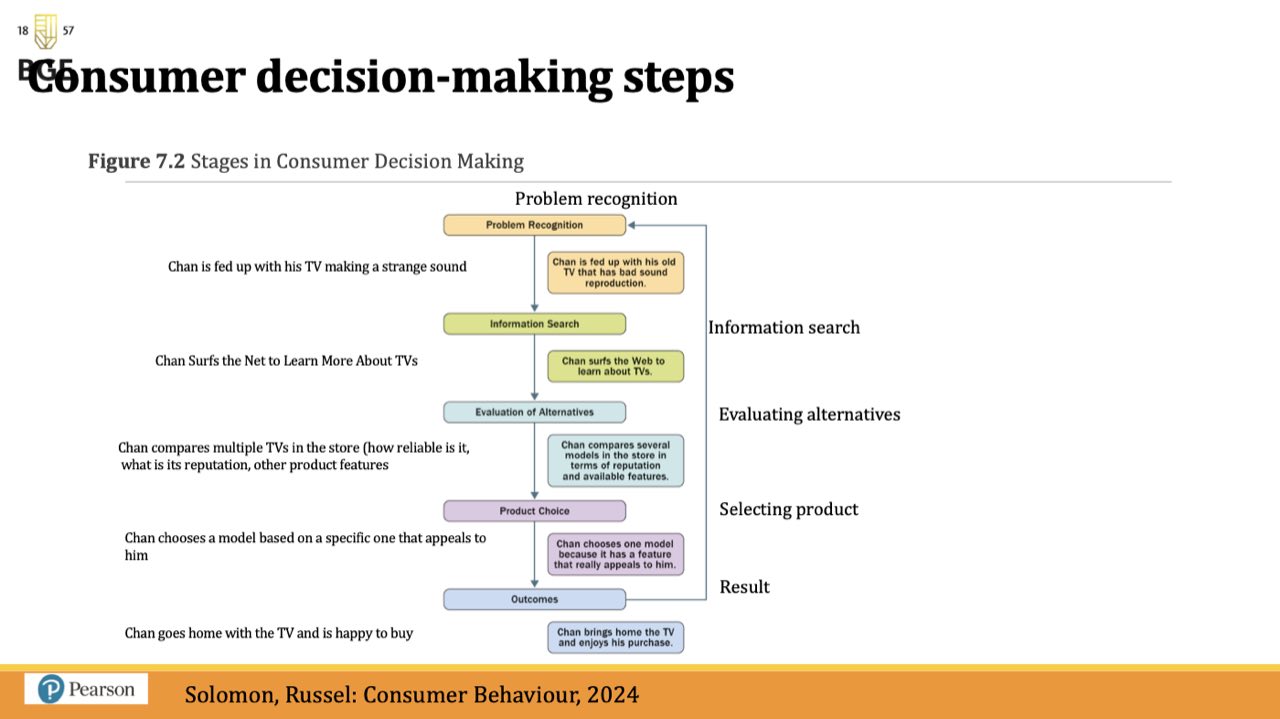 18 57
BGE
Consumer decision-making steps
Figure 7.2 Stages in Consumer Decision Making
Problem recognition
Problem Recognition
Chan is fed up with his TV making a strange sound
Chan is fed up with his old
TV that has bad sound
reproduction.
Information Search
Information search
Chan Surfs the Net to Learn More About TVs
Chan surfs the Web to
learn about TVs.
Evaluation of Alternatives
Evaluating alternatives
Chan compares multiple TVs in the store (how reliable is it,
what is its reputation, other product features
Chan compares several
models in the store in
terms of reputation
and available features.
Product Choice
Selecting product
Chan chooses a model based on a specific one that appeals to
him
Chan chooses one model
because it has a feature
that really appeals to him.
Result
Outcomes
Chan goes home with the TV and is happy to buy
Chan brings home the TV
and enjoys his purchase.
Pearson
Solomon, Russel: Consumer Behaviour, 2024